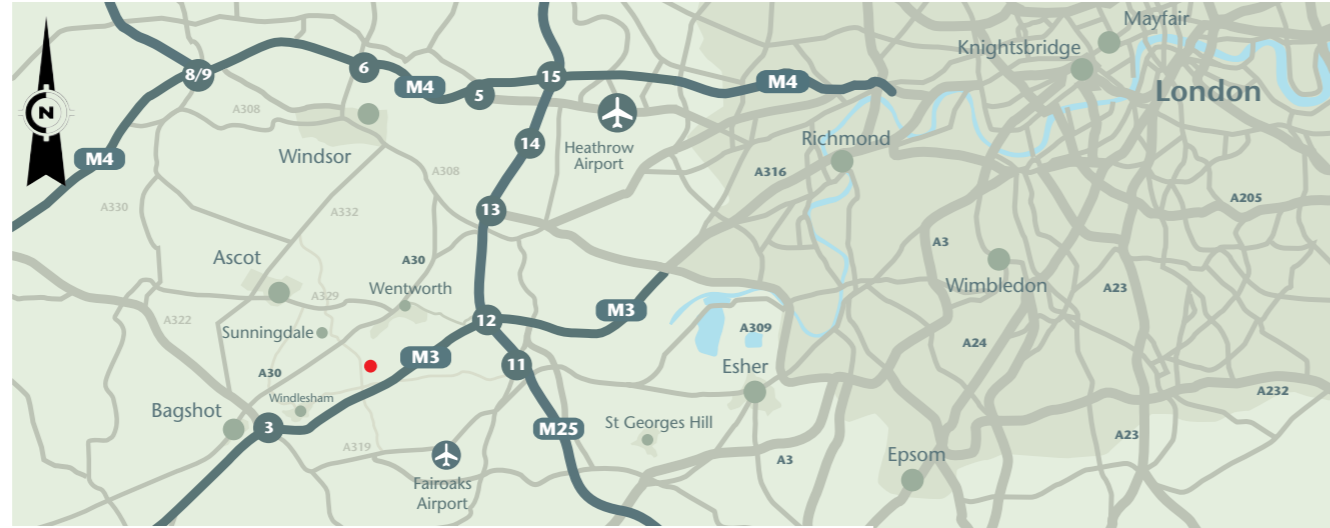 Mayfair
Knightsbridge
London
8/9
6
M4
5
15
M4
N
A308
Heathrow
Airport
14
Richmond
M4
Windsor
A308
A316
A330
A332
13
A205
A3
Ascot
A30
Wentworth
A329
Wimbledon
A23
A322
Sunningdale
12
M3
A309
A24
M3
11
Esher
A30
Windlesham
Bagshot
3
A232
St Georges Hill
M25
A23
A319
A3
Epsom
Fairoaks
Airport